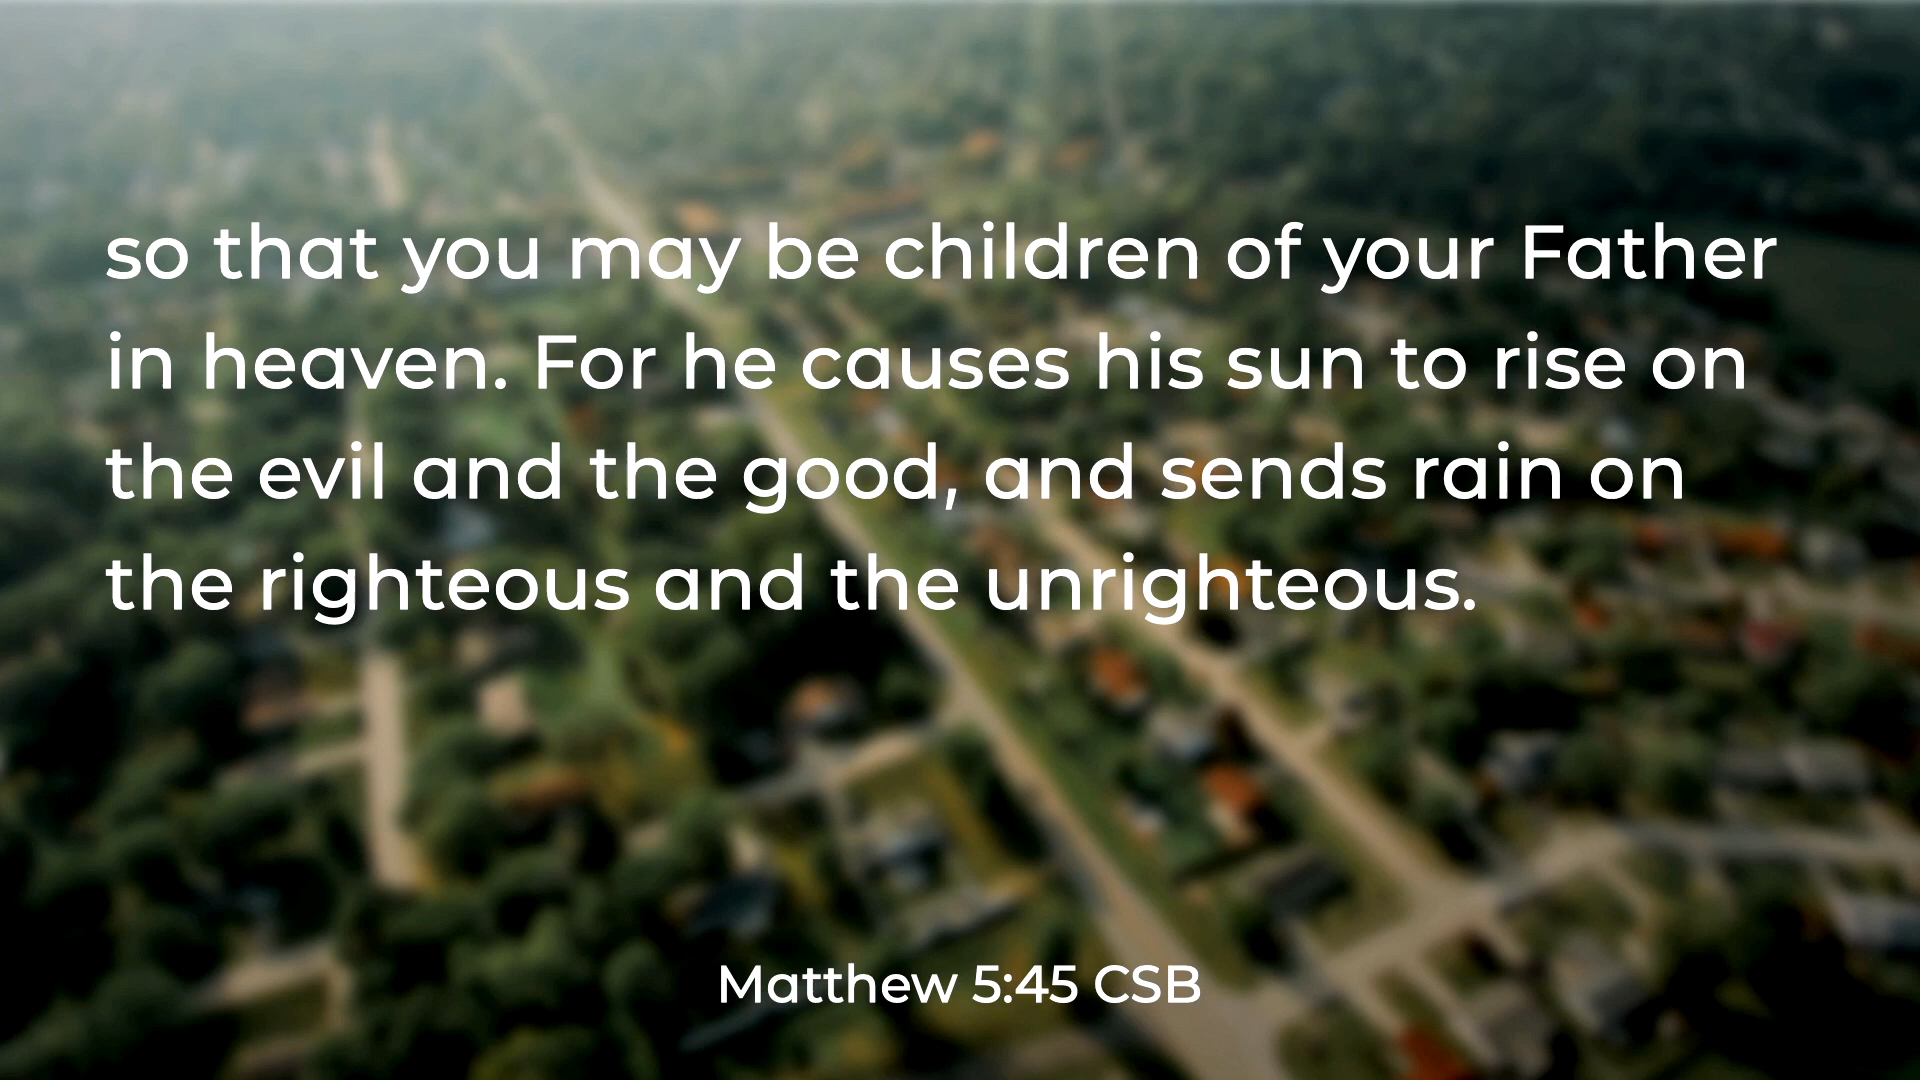 so that you may be children of your Father
in heaven. For he causes his sun to rise on
the evil and the good, and sends rain on
the righteous and the unrighteous.
Matthew 5:45 CSB